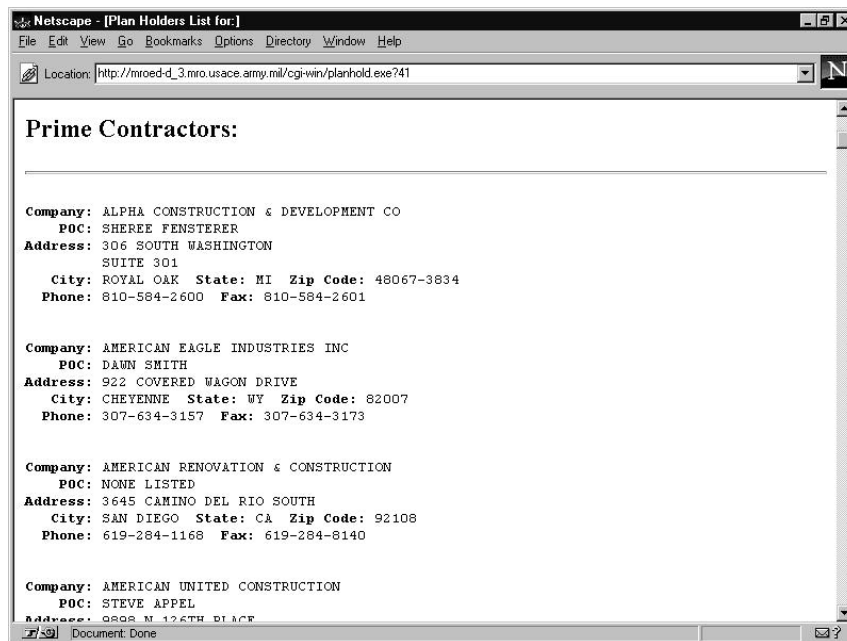 Netscape - [Plan Holders List for:]
File Edit View Go Bookmarks Options Directory Window Help
Location: http://mroed-d_3.mro.usace.army.mil/cgi-win/planhold.exe?41
N
Prime Contractors:
Company: ALPHA CONSTRUCTION & DEVELOPMENT CO
POC: SHEREE FENSTERER
Address: 306 SOUTH WASHINGTON
SUITE 301
City: ROYAL OAK State: MI Zip Code: 48067-3834
Phone: 810-584-2600 Fax: 810-584-2601
Company: AMERICAN EAGLE INDUSTRIES INC
POC: DAWN SMITH
Address: 922 COVERED WAGON DRIVE
City: CHEYENNE State: WY Zip Code: 82007
Phone: 307-634-3157 Fax: 307-634-3173
Company: AMERICAN RENOVATION & CONSTRUCTION
POC: NONE LISTED
Address: 3645 CAMINO DEL RIO SOUTH
City: SAN DIEGO State: CA Zip Code: 92108
Phone: 619-284-1168 Fax: 619-284-8140
Company: AMERICAN UNITED CONSTRUCTION
POC: STEVE APPEL
Address: 9898 N 126TH PLACE
Document: Done
?